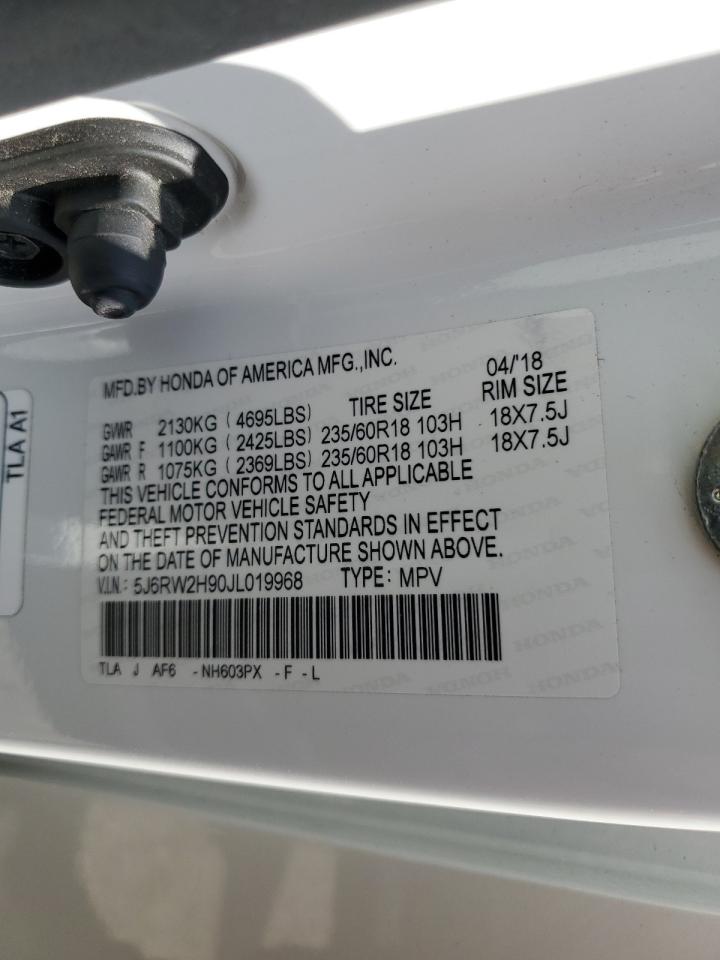 MFD.BY HONDA OF AMERICA MFG.,INC. 04/'18
GVWR 2130KG ( 4695LBS) TIRE SIZE RIM SIZE
GAWR F 1100KG ( 2425LBS) 235/60R18 103H 18X7.5J
GAWR R 1075KG ( 2369LBS) 235/60R18 103H 18X7.5J
THIS VEHICLE CONFORMS TO ALL APPLICABLE
FEDERAL MOTOR VEHICLE SAFETY
AND THEFT PREVENTION STANDARDS IN EFFECT
ON THE DATE OF MANUFACTURE SHOWN ABOVE.
V.I.N.: 5J6RW2H90JL019968 TYPE: MPV
TLA J AF6 -NH603PX -F -L
TLA A1
HONDA